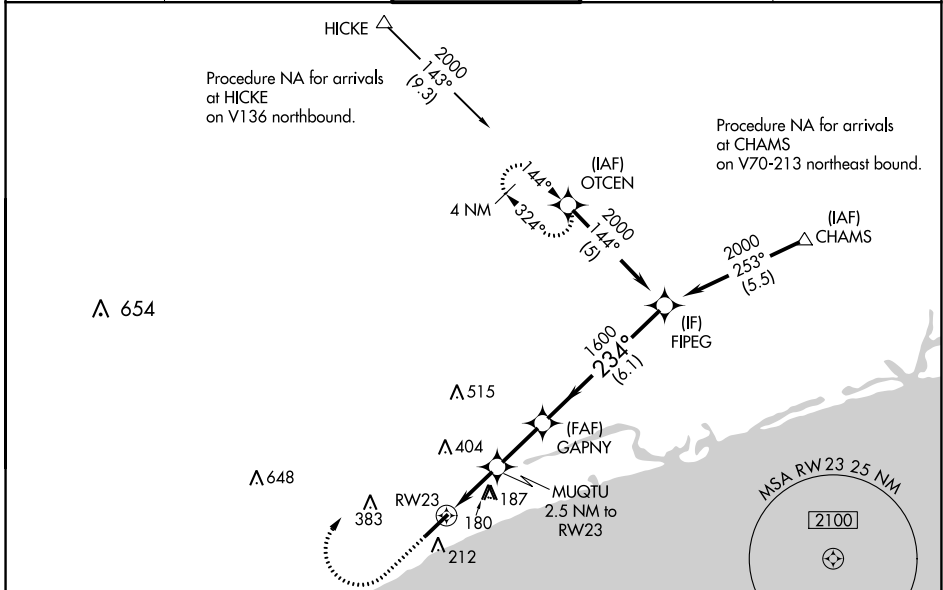 HICKE
2000
143°
(9.3)
Procedure NA for arrivals
at HICKE
on V136 northbound.
Procedure NA for arrivals
at CHAMS
on V70-213 northeast bound.
(IAF)
OTCEN
144°
324°
4 NM
2000
144°
(5)
(IAF)
CHAMS
2000
253°
(5.5)
654
(IF)
FIPEG
1600
234°
(6.1)
515
(FAF)
GAPNY
404
648
MUQTU
2.5 NM to
RW23
RW23
187
180
383
212
MSA RW23 25 NM
2100